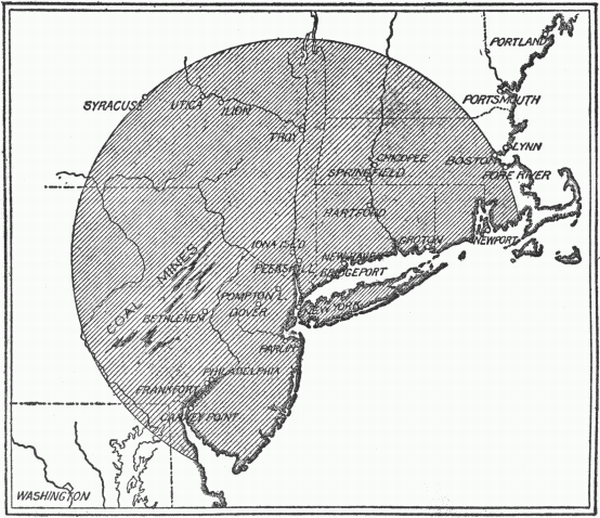 PORTLAND
PORTSMOUTH
SYRACUSE
UTICA
ILION
TROY
LYNN
BOSTON
CHICOPEE
SPRINGFIELD
FORE RIVER
HARTFORD
GROTON
NEWPORT
IONA ISLD
NEW HAVEN
PEEKSKILL
BRIDGEPORT
COAL MINES
POMPTON L.
NEW YORK
BETHLEHEM
DOVER
PARLIN
PHILADELPHIA
FRANKFORT
CARNEY POINT
WASHINGTON